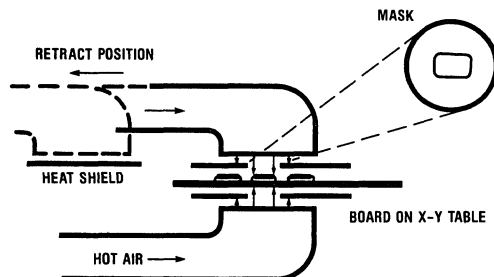 MASK
RETRACT POSITION
HEAT SHIELD
BOARD ON X-Y TABLE
HOT AIR